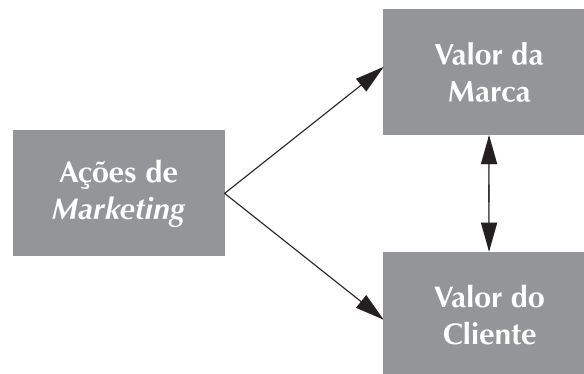 Valor da
Marca
Ações de
Marketing
Valor do
Cliente